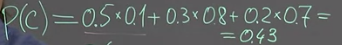 P(C) = 0.5 * 0.1 + 0.3 * 0.8 + 0.2 * 0.7 =
= 0.43